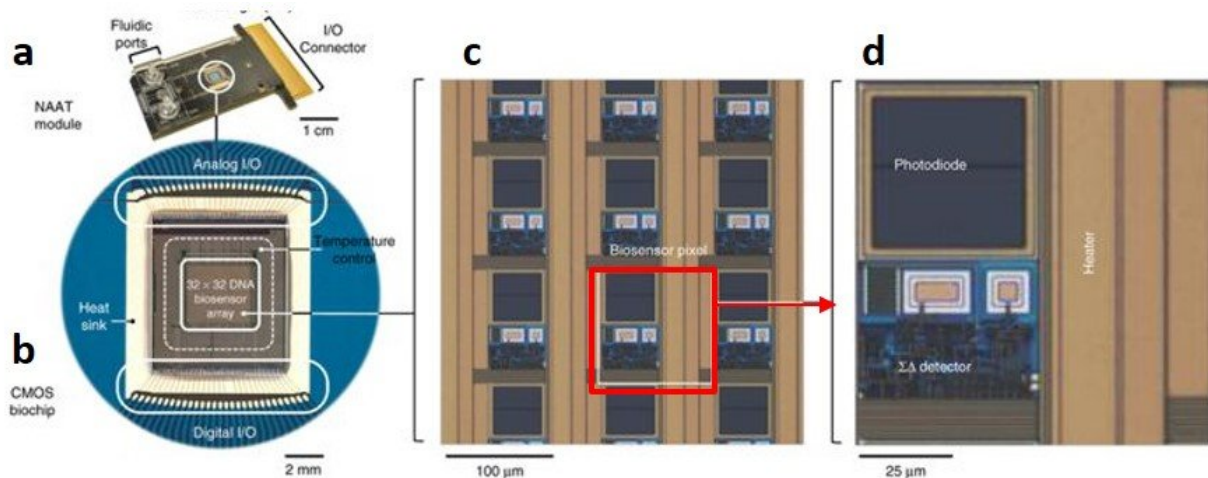 a
Fluidic
ports
I/O
Connector
NAAT
module
1 cm
Analog I/O
Temperature
control
32 × 32 DNA
biosensor
array
Heat
sink
b
CMOS
biochip
Digital I/O
2 mm
c
Biosensor pixel
100 μm
d
Photodiode
Heater
ΣΔ detector
25 μm